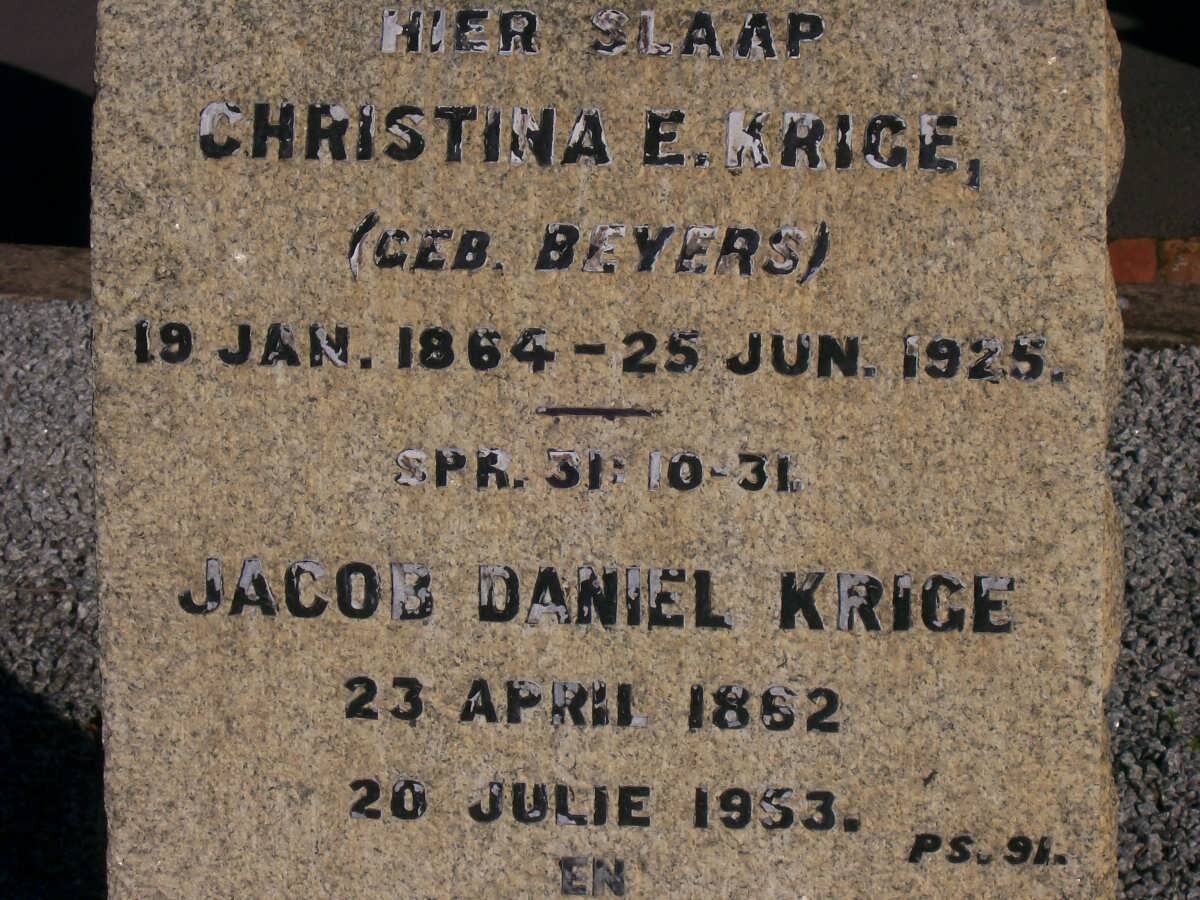 HIER SLAAP
CHRISTINA E. KRIGE,
(GEB. BEYERS)
19 JAN. 1864 – 25 JUN. 1925.
SPR. 31: 10-31.
JACOB DANIEL KRIGE
23 APRIL 1862
20 JULIE 1953.
PS. 91.
EN